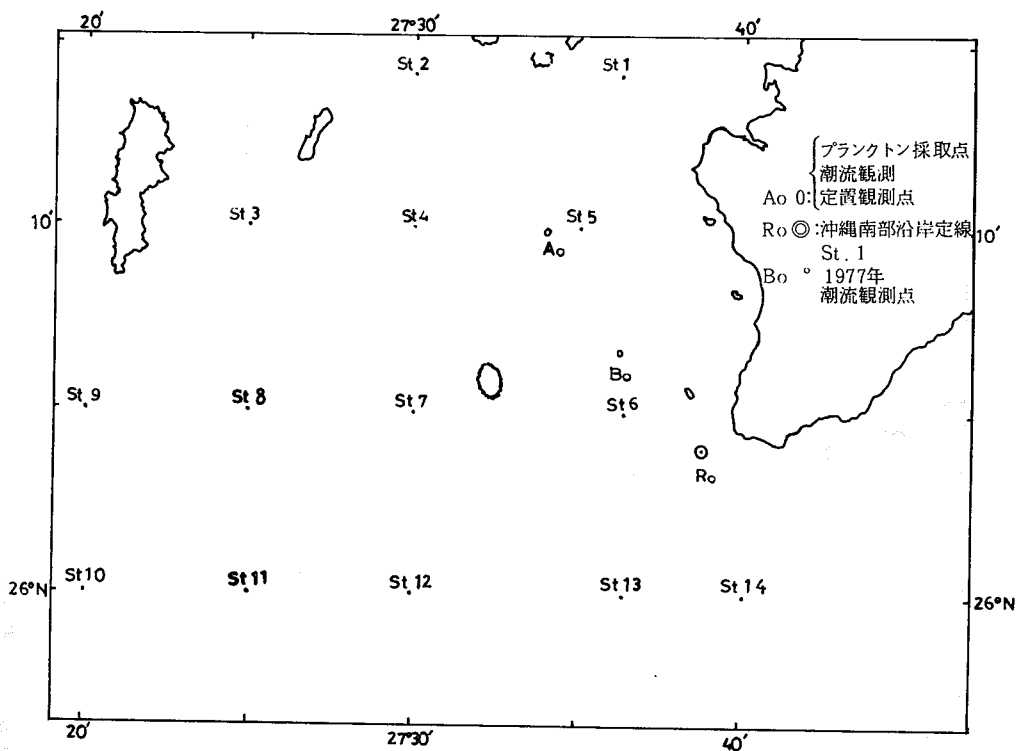 20′
27°30′
40′
St.2
St 1
プランクトン採取点
潮流観測
Ao 0:定置観測点
Ro ◎:沖縄南部沿岸定線
St. 1
Bo ° 1977年
潮流観測点
10′
St.3
St.4
St 5
10′
Ao
Bo
St.9
St 8
St.7
St 6
Ro
St10
St11
St.12
St13
St.14
26°N
26°N
20′
27°30′
40′